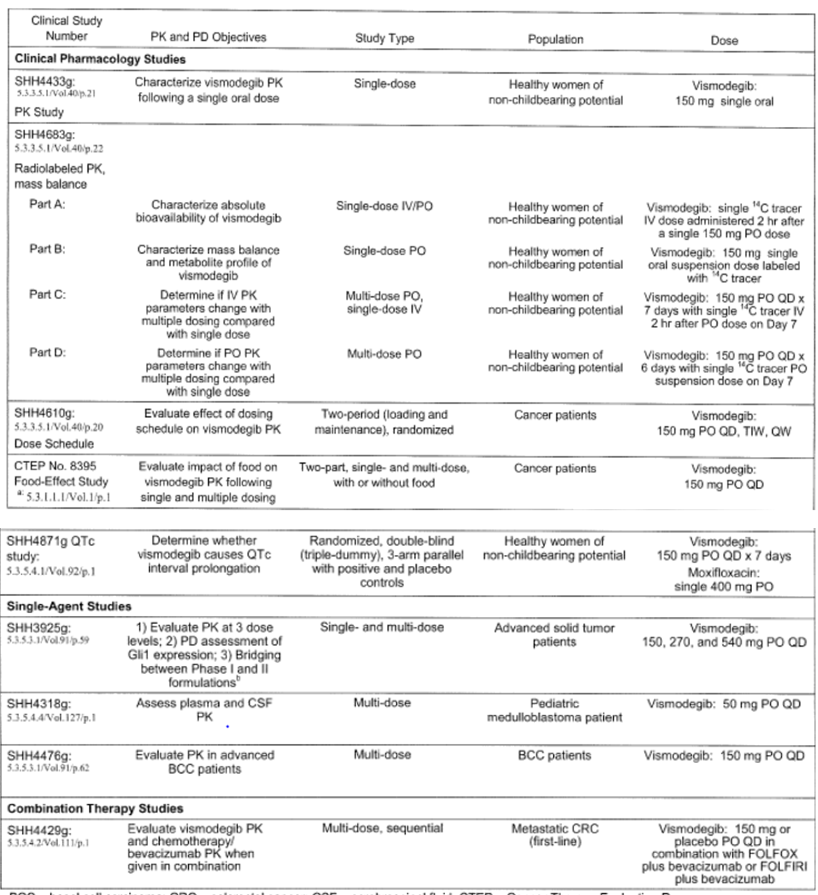 Clinical Study
Number
PK and PD Objectives
Study Type
Population
Dose
Clinical Pharmacology Studies
SHH4433g:
5.3.3.5.1/Vol.40/p.21
PK Study
Characterize vismodegib PK
following a single oral dose
Single-dose
Healthy women of
non-childbearing potential
Vismodegib:
150 mg single oral
SHH4683g:
5.3.3.5.1/Vol.40/p.22
Radiolabeled PK,
mass balance
Part A:
Characterize absolute
bioavailability of vismodegib
Single-dose IV/PO
Healthy women of
non-childbearing potential
Vismodegib: single 14C tracer
IV dose administered 2 hr after
a single 150 mg PO dose
Part B:
Characterize mass balance
and metabolite profile of
vismodegib
Single-dose PO
Healthy women of
non-childbearing potential
Vismodegib: 150 mg single
oral suspension dose labeled
with 14C tracer
Part C:
Determine if IV PK
parameters change with
multiple dosing compared
with single dose
Multi-dose PO,
single-dose IV
Healthy women of
non-childbearing potential
Vismodegib: 150 mg PO QD x
7 days with single 14C tracer IV
2 hr after PO dose on Day 7
Part D:
Determine if PO PK
parameters change with
multiple dosing compared
with single dose
Multi-dose PO
Healthy women of
non-childbearing potential
Vismodegib: 150 mg PO QD x
6 days with single 14C tracer PO
suspension dose on Day 7
SHH4610g:
5.3.3.5.1/Vol.40/p.20
Dose Schedule
Evaluate effect of dosing
schedule on vismodegib PK
Two-period (loading and
maintenance), randomized
Cancer patients
Vismodegib:
150 mg PO QD, TIW, QW
CTEP No. 8395
Food-Effect Study
a: 5.3.1.1.1/Vol.1/p.1
Evaluate impact of food on
vismodegib PK following
single and multiple dosing
Two-part, single- and multi-dose,
with or without food
Cancer patients
Vismodegib:
150 mg PO QD
SHH4871g QTc
study:
5.3.5.4.1/Vol.92/p.1
Determine whether
vismodegib causes QTc
interval prolongation
Randomized, double-blind
(triple-dummy), 3-arm parallel
with positive and placebo
controls
Healthy women of
non-childbearing potential
Vismodegib:
150 mg PO QD x 7 days
Moxifloxacin:
single 400 mg PO
Single-Agent Studies
SHH3925g:
5.3.5.3.1/Vol.91/p.59
1) Evaluate PK at 3 dose
levels; 2) PD assessment of
Gli1 expression; 3) Bridging
between Phase I and II
formulationsb
Single- and multi-dose
Advanced solid tumor
patients
Vismodegib:
150, 270, and 540 mg PO QD
SHH4318g:
5.3.5.4.4/Vol.127/p.1
Assess plasma and CSF
PK
Multi-dose
Pediatric
medulloblastoma patient
Vismodegib: 50 mg PO QD
SHH4476g:
5.3.5.3.1/Vol.91/p.62
Evaluate PK in advanced
BCC patients
Multi-dose
BCC patients
Vismodegib: 150 mg PO QD
Combination Therapy Studies
SHH4429g:
5.3.5.4.2/Vol.111/p.1
Evaluate vismodegib PK
and chemotherapy/
bevacizumab PK when
given in combination
Multi-dose, sequential
Metastatic CRC
(first-line)
Vismodegib: 150 mg or
placebo PO QD in
combination with FOLFOX
plus bevacizumab or FOLFIRI
plus bevacizumab